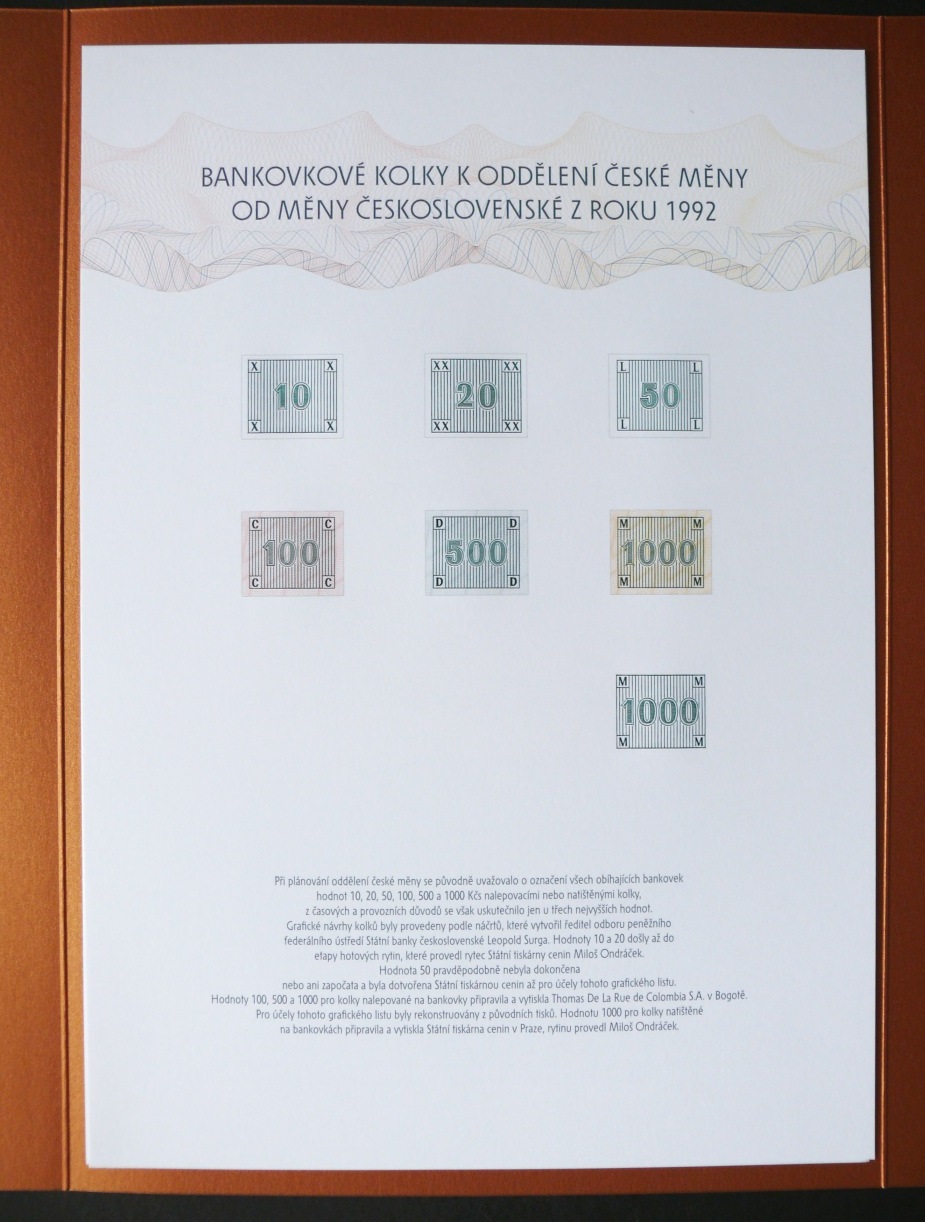 BANKOVKOVÉ KOLKY K ODDĚLENÍ ČESKÉ MĚNY
OD MĚNY ČESKOSLOVENSKÉ Z ROKU 1992
X X XX XX L L
10 20 50
X X XX XX L L
C C D D M M
100 500 1000
C C D D M M
M M
1000
M M
Při plánování oddělení české měny se původně uvažovalo o označení všech obíhajících bankovek
hodnot 10, 20, 50, 100, 500 a 1000 Kčs nalepovacími nebo natištěnými kolky,
z časových a provozních důvodů se však uskutečnilo jen u třech nejvyšších hodnot.
Grafické návrhy kolků byly provedeny podle náčrtů, které vytvořil ředitel odboru peněžního
federálního ústředí Státní banky československé Leopold Surga. Hodnoty 10 a 20 došly až do
etapy hotových rytin, které provedl rytec Státní tiskárny cenin Miloš Ondráček.
Hodnota 50 pravděpodobně nebyla dokončena
nebo ani započata a byla dotvořena Státní tiskárnou cenin až pro účely tohoto grafického listu.
Hodnoty 100, 500 a 1000 pro kolky nalepované na bankovky připravila a vytiskla Thomas De La Rue de Colombia S.A. v Bogotě.
Pro účely tohoto grafického listu byly rekonstruovány z původních tisků. Hodnotu 1000 pro kolky natištěné
na bankovkách připravila a vytiskla Státní tiskárna cenin v Praze, rytinu provedl Miloš Ondráček.